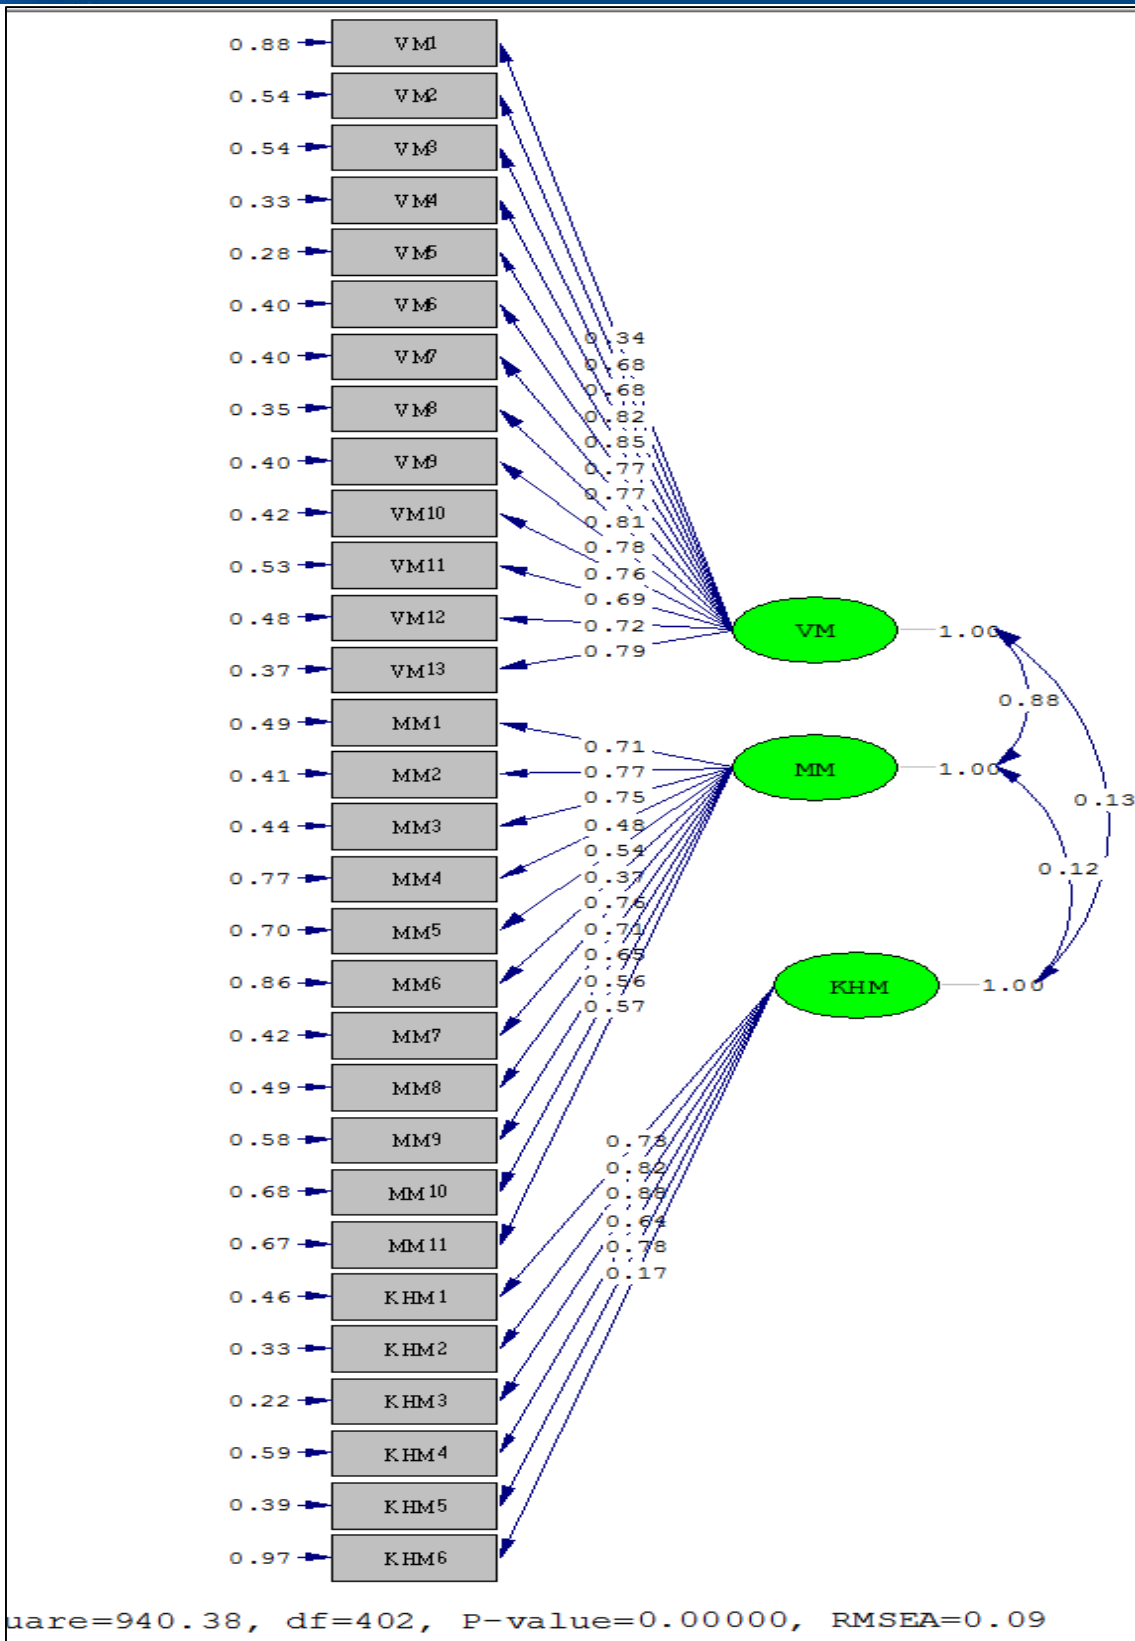 0.88 VM1
0.54 VM2
0.54 VM3
0.33 VM4
0.28 VM5
0.40 VM6
0.34
0.40 VM7
0.68
0.68
0.35 VM8
0.82
0.85
0.40 VM9
0.77
0.77
0.42 VM10
0.81
0.78
0.53 VM11
0.76
0.69
0.48 VM12
0.72
VM 1.00
0.79
0.37 VM13
0.88
0.49 MM1
0.71
0.41 MM2
0.77
MM 1.00
0.75
0.13
0.44 MM3
0.48
0.54
0.12
0.77 MM4
0.37
0.76
0.70 MM5
0.71
0.65
0.86 MM6
0.56
KHM 1.00
0.57
0.42 MM7
0.49 MM8
0.58 MM9
0.73
0.82
0.68 MM10
0.88
0.64
0.67 MM11
0.78
0.17
0.46 KHM1
0.33 KHM2
0.22 KHM3
0.59 KHM4
0.39 KHM5
0.97 KHM6
uare=940.38, df=402, P-value=0.00000, RMSEA=0.09